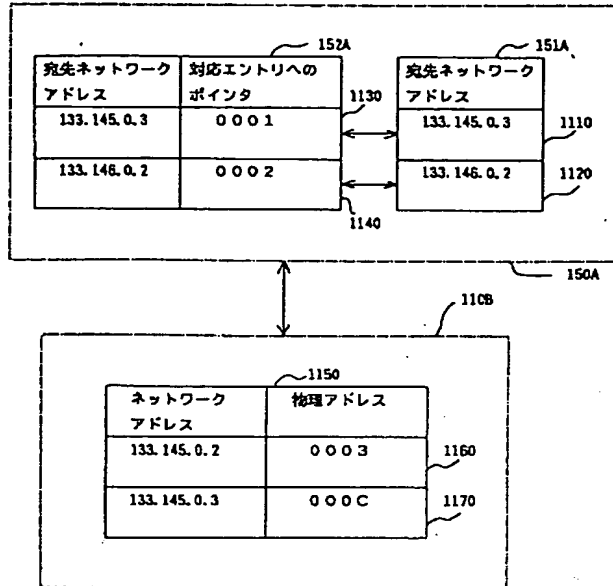 152A
151A
宛先ネットワーク
アドレス
対応エントリへの
ポインタ
宛先ネットワーク
アドレス
1130
133.145.0.3
0001
133.145.0.3
1110
133.146.0.2
0002
133.146.0.2
1120
1140
150A
110B
1150
ネットワーク
アドレス
物理アドレス
133.145.0.2
0003
1160
133.145.0.3
000C
1170